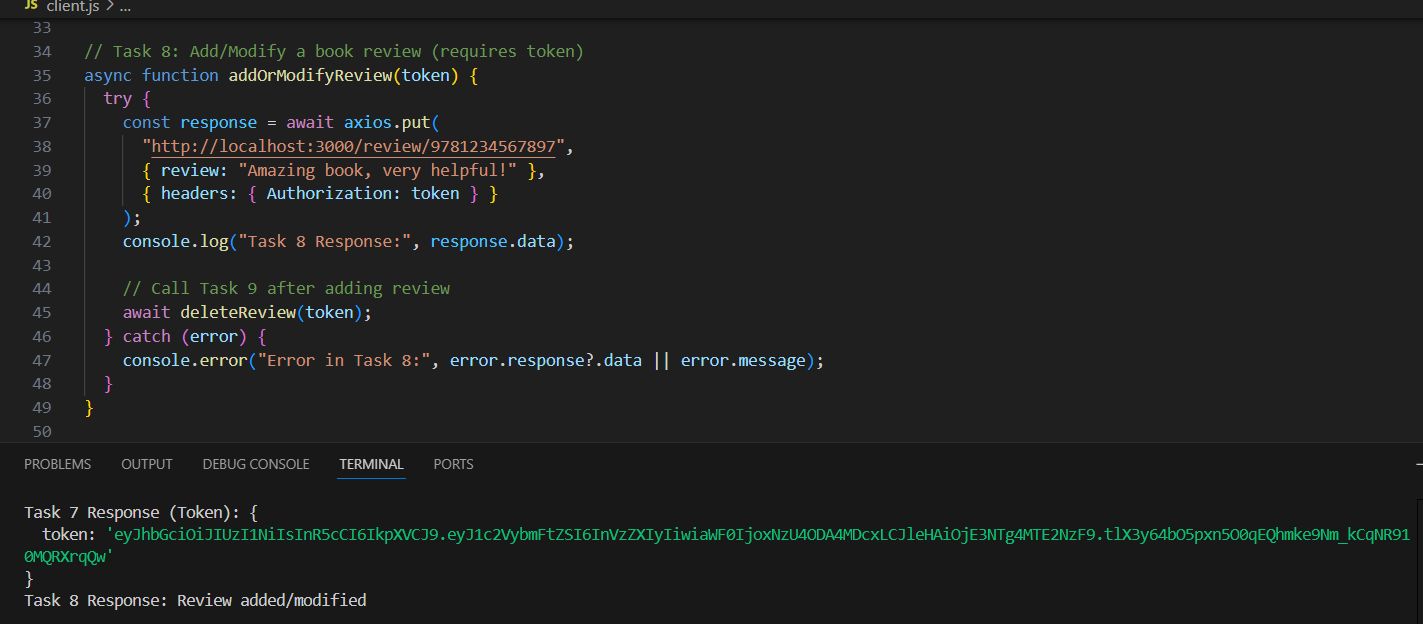 JS client.js > ...
33
34 // Task 8: Add/Modify a book review (requires token)
35 async function addOrModifyReview(token) {
36 try {
37 const response = await axios.put(
38 "http://localhost:3000/review/9781234567897",
39 { review: "Amazing book, very helpful!" },
40 { headers: { Authorization: token } }
41 );
42 console.log("Task 8 Response:", response.data);
43
44 // Call Task 9 after adding review
45 await deleteReview(token);
46 } catch (error) {
47 console.error("Error in Task 8:", error.response?.data || error.message);
48 }
49 }
50
PROBLEMS OUTPUT DEBUG CONSOLE TERMINAL PORTS
Task 7 Response (Token): {
token: 'eyJhbGciOiJIUzI1NiIsInR5cCI6IkpXVCJ9.eyJ1c2VybmFtZSI6InVzZXIyIiwiaWF0IjoxNzU4ODA4MDcxLCJleHAiOjE3NTg4MTE2NzF9.tlX3y64bO5pxn5O0qEQhmke9Nm_kCqNR91
0MQRXrqQw'
}
Task 8 Response: Review added/modified